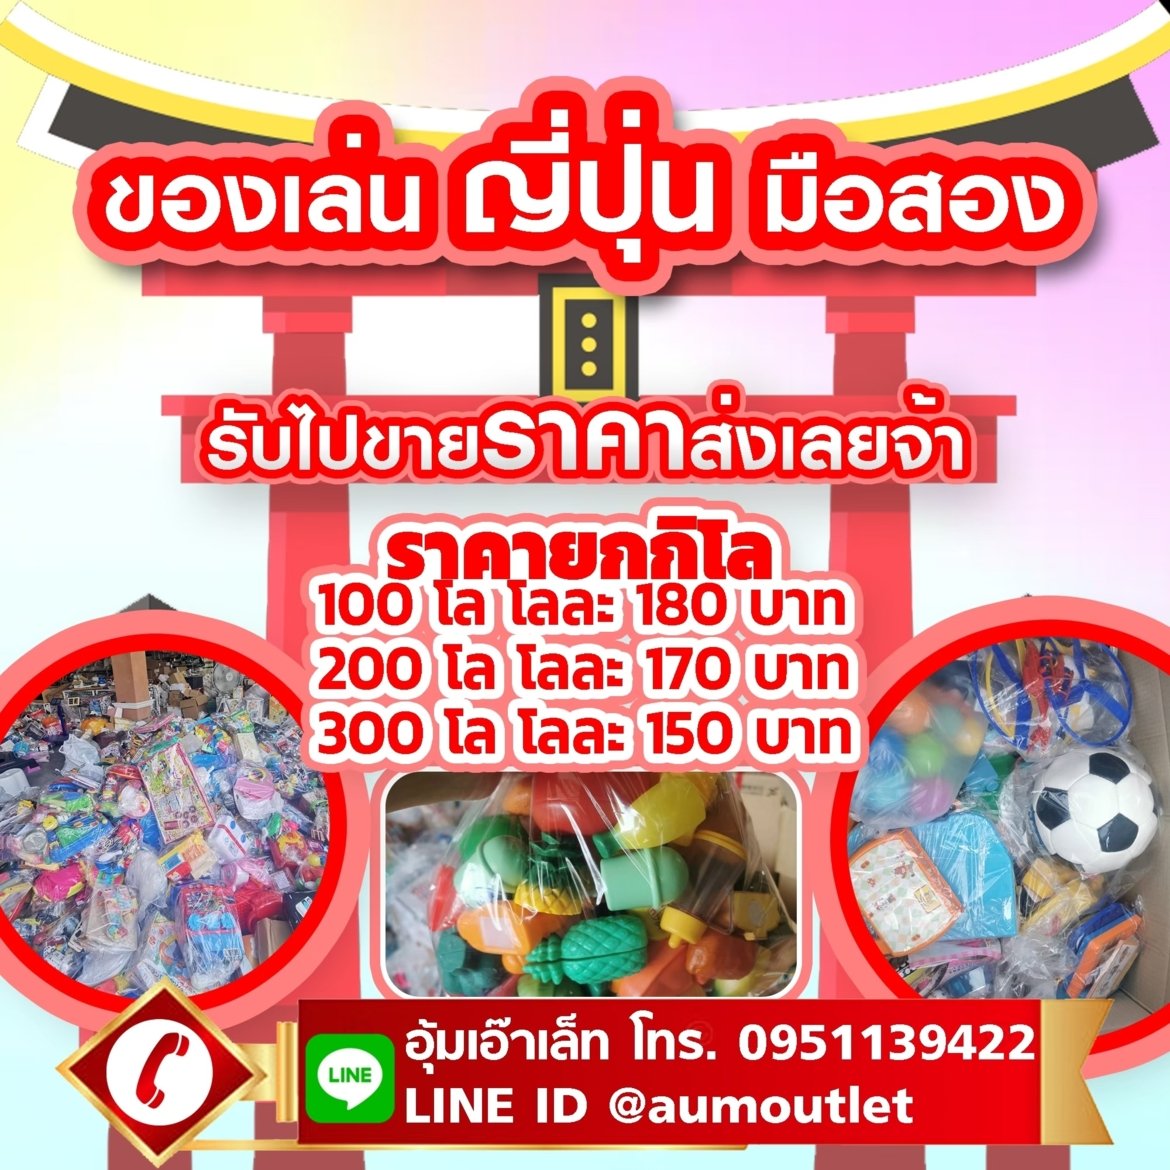 ของเล่น ญี่ปุ่น มือสอง
รับไปขายราคาส่งเลยจ้า
ราคายกกิโล
100 โล โลละ 180 บาท
200 โล โลละ 170 บาท
300 โล โลละ 150 บาท
อุ้มเอ๊าเล็ท โทร. 0951139422
LINE
LINE ID @aumoutlet